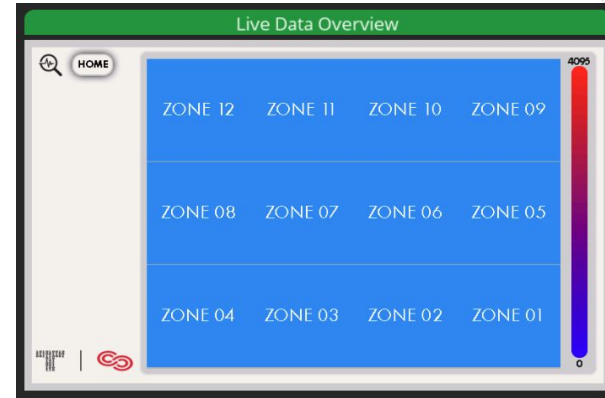 Live Data Overview
HOME
4095
ZONE 12 ZONE 11 ZONE 10 ZONE 09
ZONE 08 ZONE 07 ZONE 06 ZONE 05
ZONE 04 ZONE 03 ZONE 02 ZONE 01
0